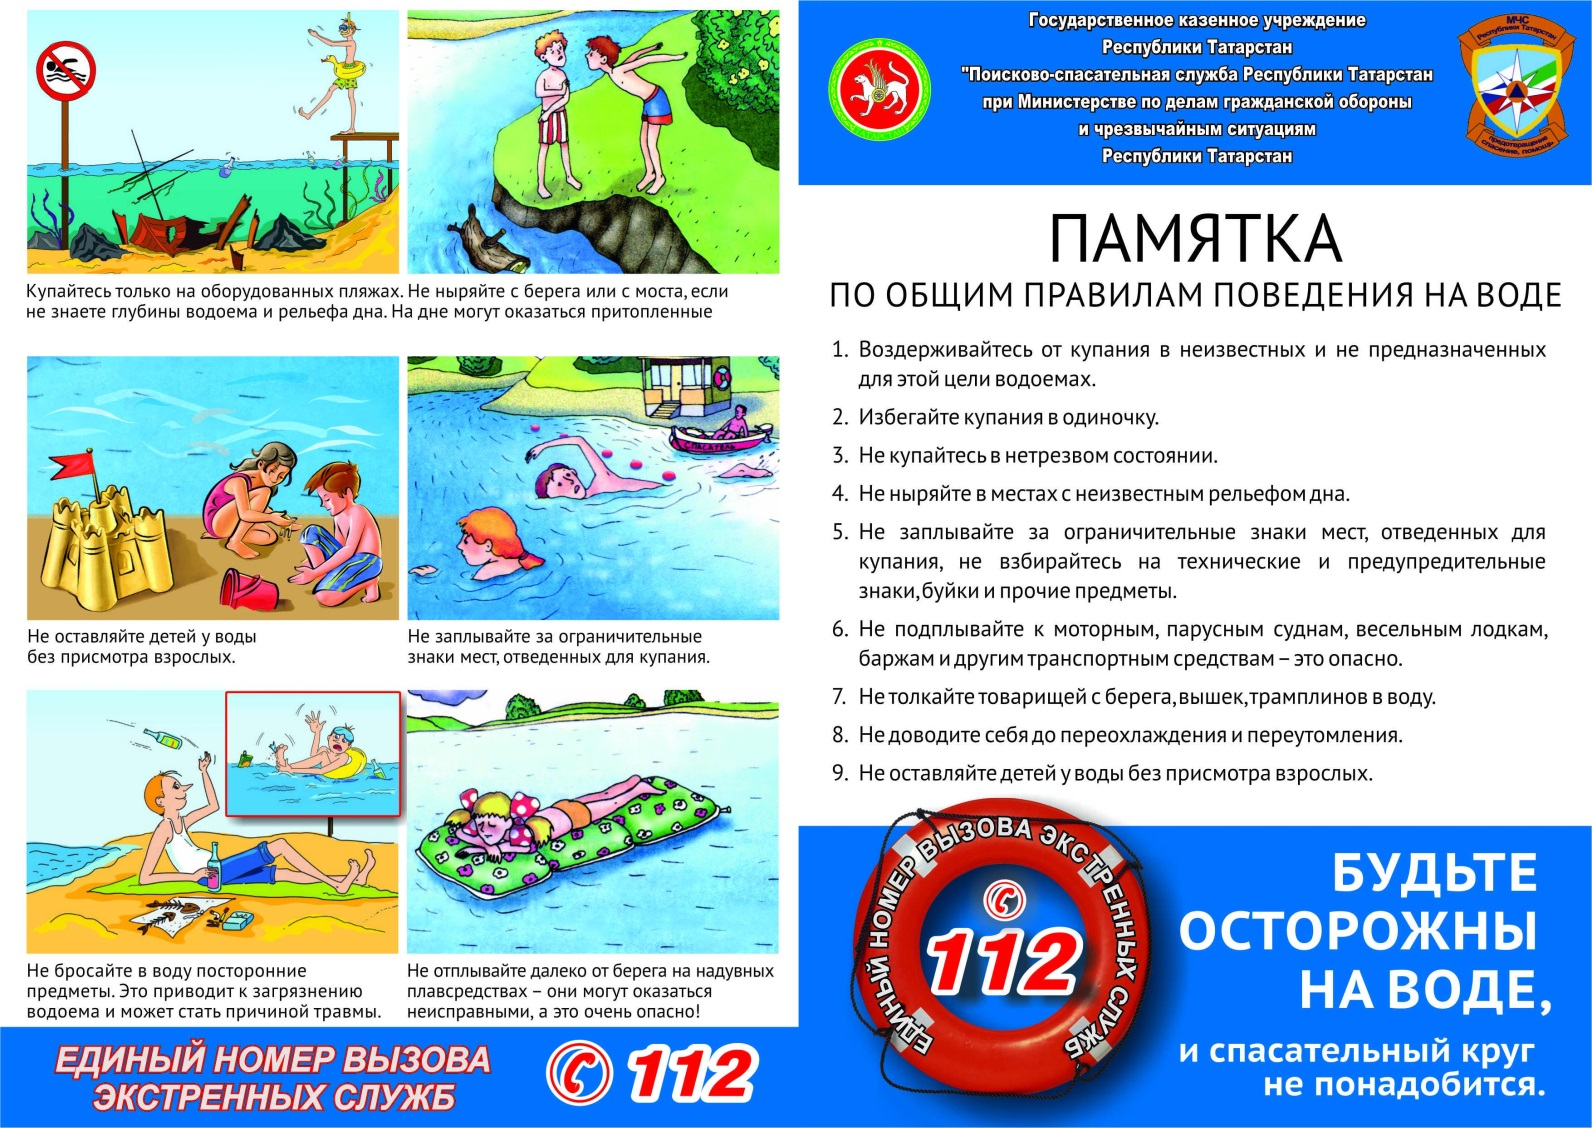 Купайтесь только на оборудованных пляжах. Не ныряйте с берега или с моста, если
не знаете глубины водоема и рельефа дна. На дне могут оказаться притопленные
СПАСАТЕЛЬ
Не оставляйте детей у воды
без присмотра взрослых.
Не заплывайте за ограничительные
знаки мест, отведенных для купания.
Не бросайте в воду посторонние
предметы. Это приводит к загрязнению
водоема и может стать причиной травмы.
Не отплывайте далеко от берега на надувных
плавсредствах – они могут оказаться
неисправными, а это очень опасно!
ЕДИНЫЙ НОМЕР ВЫЗОВА
ЭКСТРЕННЫХ СЛУЖБ
112
Государственное казенное учреждение
Республики Татарстан
"Поисково-спасательная служба Республики Татарстан
при Министерстве по делам гражданской обороны
и чрезвычайным ситуациям
Республики Татарстан
МЧС
Республики Татарстан
предотвращение
спасение, помощь
ПАМЯТКА
ПО ОБЩИМ ПРАВИЛАМ ПОВЕДЕНИЯ НА ВОДЕ
1. Воздерживайтесь от купания в неизвестных и не предназначенных
для этой цели водоемах.
2. Избегайте купания в одиночку.
3. Не купайтесь в нетрезвом состоянии.
4. Не ныряйте в местах с неизвестным рельефом дна.
5. Не заплывайте за ограничительные знаки мест, отведенных для
купания, не взбирайтесь на технические и предупредительные
знаки,буйки и прочие предметы.
6. Не подплывайте к моторным, парусным суднам, весельным лодкам,
баржам и другим транспортным средствам – это опасно.
7. Не толкайте товарищей с берега,вышек,трамплинов в воду.
8. Не доводите себя до переохлаждения и переутомления.
9. Не оставляйте детей у воды без присмотра взрослых.
ЕДИНЫЙ НОМЕР ВЫЗОВА ЭКСТРЕННЫХ СЛУЖБ
112
БУДЬТЕ
ОСТОРОЖНЫ
НА ВОДЕ,
и спасательный круг
не понадобится.